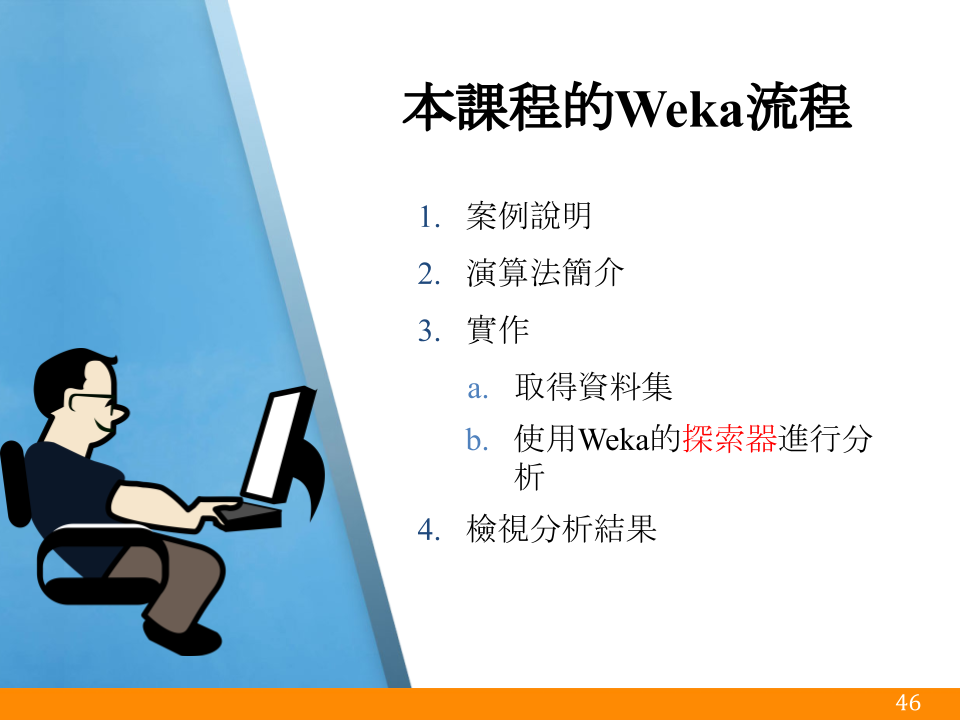 本課程的Weka流程
1. 案例說明
2. 演算法簡介
3. 實作
a. 取得資料集
b. 使用Weka的探索器進行分
析
4. 檢視分析結果
46